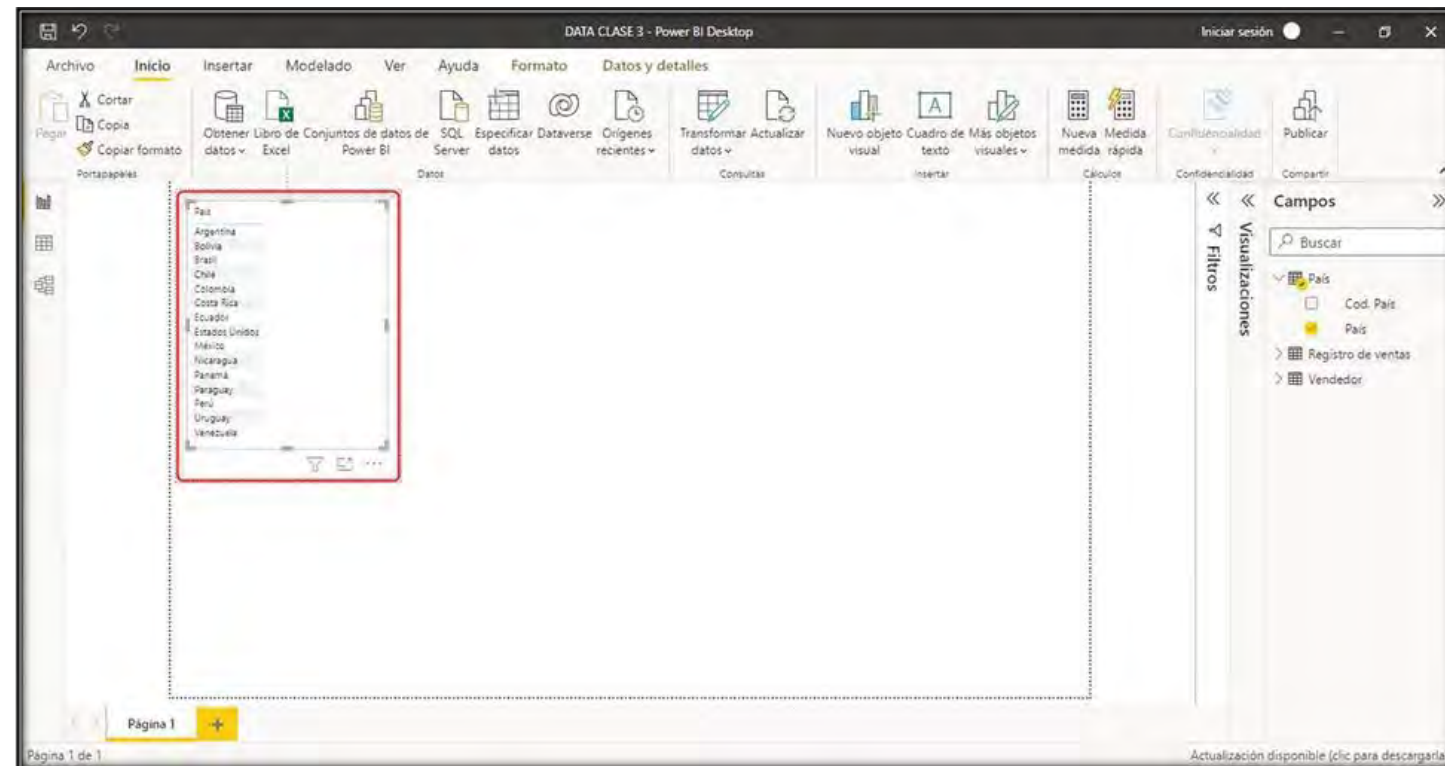 DATA CLASE 3 - Power BI Desktop
Iniciar sesión
Archivo Inicio Insertar Modelado Ver Ayuda Formato Datos y detalles
Pegar
Cortar
Copia
Copiar formato
Portapapeles
Obtener datos
Libro de Excel
Conjuntos de datos de Power BI
SQL Server
Especificar datos
Dataverse
Orígenes recientes
Datos
Transformar datos
Actualizar
Consultas
Nuevo objeto visual
Cuadro de texto
Más objetos visuales
Insertar
Nueva medida
Medida rápida
Cálculos
Confidencialidad
Confidencialidad
Publicar
Compartir
País
Argentina
Bolivia
Brasil
Chile
Colombia
Costa Rica
Ecuador
Estados Unidos
México
Nicaragua
Panamá
Paraguay
Perú
Uruguay
Venezuela
Filtros
Visualizaciones
Campos
Buscar
País
Cod. País
País
Registro de ventas
Vendedor
Página 1
Página 1 de 1
Actualización disponible (clic para descargarla